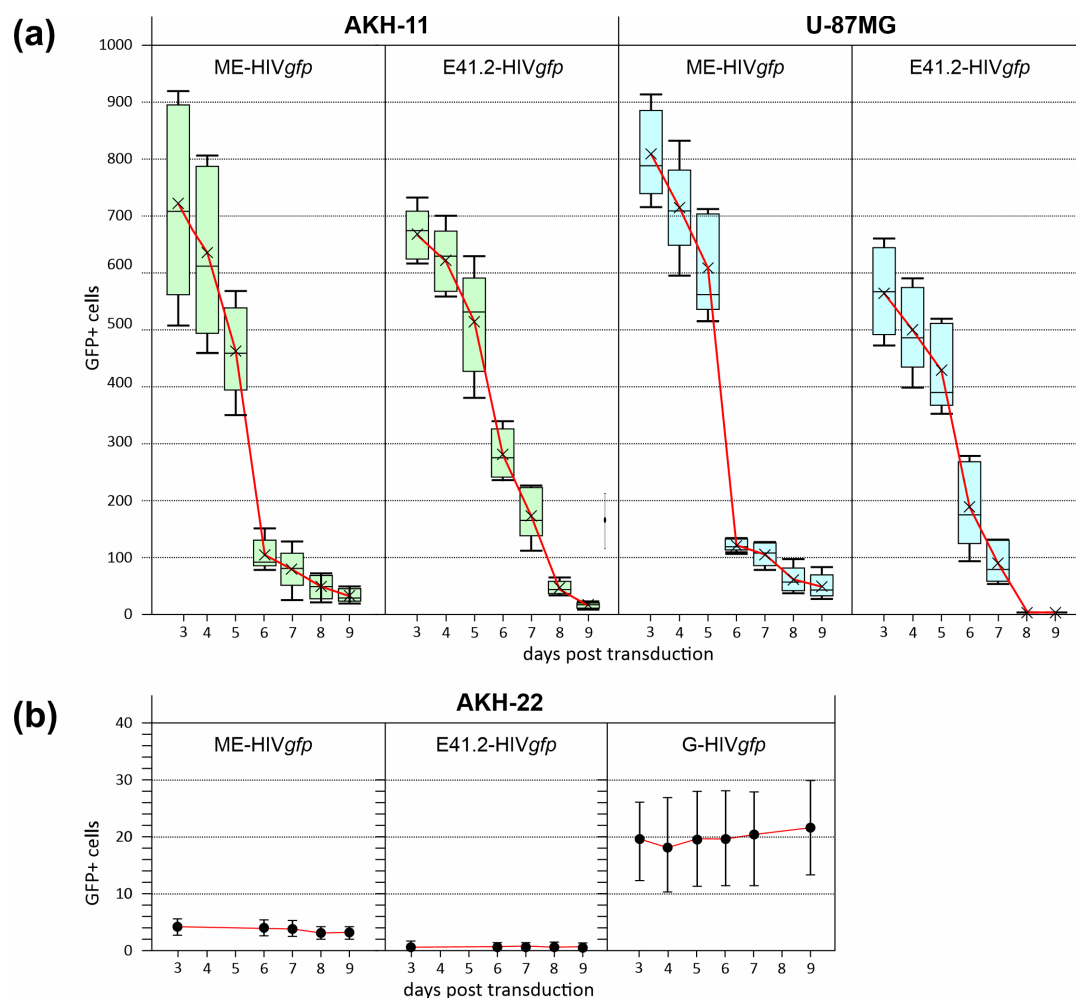 (a)
AKH-11 U-87MG
ME-HIVgfp E41.2-HIVgfp ME-HIVgfp E41.2-HIVgfp
1000
900
800
700
600
500
400
300
200
100
0
GFP+ cells
3 4 5 6 7 8 9 3 4 5 6 7 8 9 3 4 5 6 7 8 9 3 4 5 6 7 8 9
days post transduction
(b)
AKH-22
ME-HIVgfp E41.2-HIVgfp G-HIVgfp
40
30
20
10
0
GFP+ cells
3 4 5 6 7 8 9 3 4 5 6 7 8 9 3 4 5 6 7 8 9
days post transduction